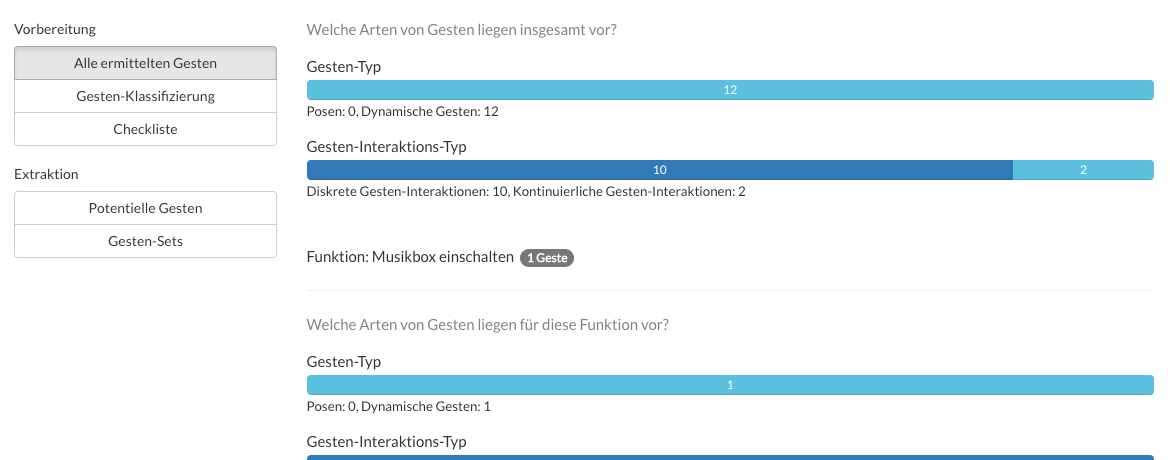 Vorbereitung
Alle ermittelten Gesten
Gesten-Klassifizierung
Checkliste
Extraktion
Potentielle Gesten
Gesten-Sets
Welche Arten von Gesten liegen insgesamt vor?
Gesten-Typ
12
Posen: 0, Dynamische Gesten: 12
Gesten-Interaktions-Typ
10 2
Diskrete Gesten-Interaktionen: 10, Kontinuierliche Gesten-Interaktionen: 2
Funktion: Musikbox einschalten 1 Geste
Welche Arten von Gesten liegen für diese Funktion vor?
Gesten-Typ
1
Posen: 0, Dynamische Gesten: 1
Gesten-Interaktions-Typ